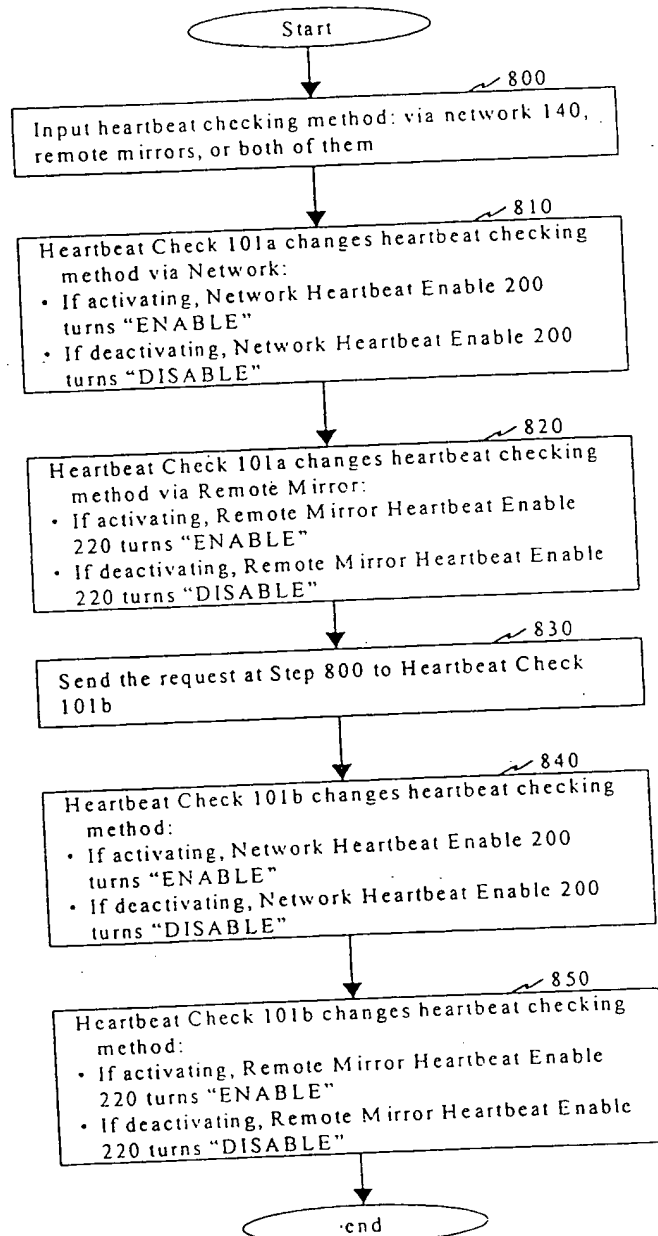 Start
800
Input heartbeat checking method: via network 140,
remote mirrors, or both of them
810
Heartbeat Check 101a changes heartbeat checking
method via Network:
• If activating, Network Heartbeat Enable 200
turns “ENABLE”
• If deactivating, Network Heartbeat Enable 200
turns “DISABLE”
820
Heartbeat Check 101a changes heartbeat checking
method via Remote Mirror:
• If activating, Remote Mirror Heartbeat Enable
220 turns “ENABLE”
• If deactivating, Remote Mirror Heartbeat Enable
220 turns “DISABLE”
830
Send the request at Step 800 to Heartbeat Check
101b
840
Heartbeat Check 101b changes heartbeat checking
method:
• If activating, Network Heartbeat Enable 200
turns “ENABLE”
• If deactivating, Network Heartbeat Enable 200
turns “DISABLE”
850
Heartbeat Check 101b changes heartbeat checking
method:
• If activating, Remote Mirror Heartbeat Enable
220 turns “ENABLE”
• If deactivating, Remote Mirror Heartbeat Enable
220 turns “DISABLE”
end